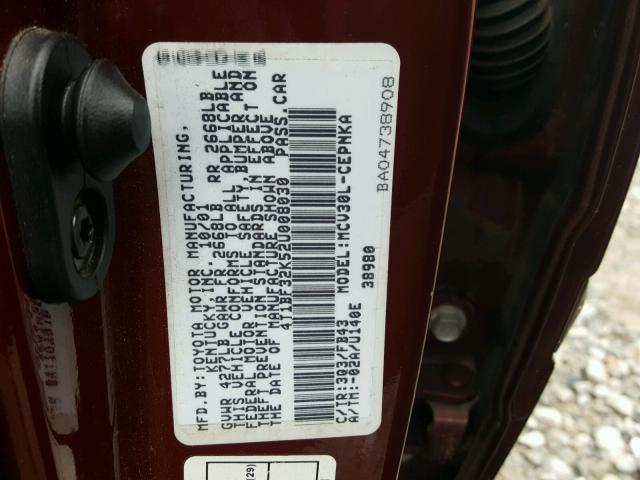 MFD.BY:TOYOTA MOTOR MANUFACTURING,
KENTUCKY,INC. 10/01
GVWR 4277LB GAWR FR 2668LB RR 2668LB
THIS VEHICLE CONFORMS TO ALL APPLICABLE
FEDERAL MOTOR VEHICLE SAFETY,BUMPER AND
THEFT PREVENTION STANDARDS IN EFFECT ON
THE DATE OF MANUFACTURE SHOWN ABOVE.
4T1BF32K52U008030 PASS.CAR
MODEL:MCV30L-CEPNKA
C/TR:3Q3/FB43
A/TM:-02A/U140E 38980
BA04738908
129)